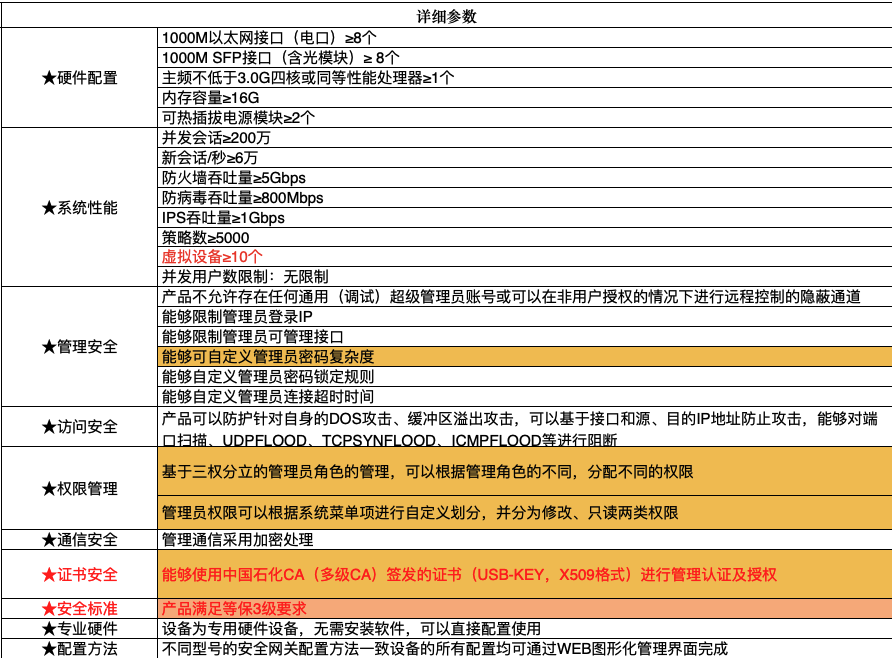 详细参数
★硬件配置
1000M以太网接口（电口）≥8个
1000M SFP接口（含光模块）≥ 8个
主频不低于3.0G四核或同等性能处理器≥1个
内存容量≥16G
可热插拔电源模块≥2个
★系统性能
并发会话≥200万
新会话/秒≥6万
防火墙吞吐量≥5Gbps
防病毒吞吐量≥800Mbps
IPS吞吐量≥1Gbps
策略数≥5000
虚拟设备≥10个
并发用户数限制：无限制
★管理安全
产品不允许存在任何通用（调试）超级管理员账号或可以在非用户授权的情况下进行远程控制的隐蔽通道
能够限制管理员登录IP
能够限制管理员可管理接口
能够可自定义管理员密码复杂度
能够自定义管理员密码锁定规则
能够自定义管理员连接超时时间
★访问安全
产品可以防护针对自身的DOS攻击、缓冲区溢出攻击，可以基于接口和源、目的IP地址防止攻击，能够对端
口扫描、UDPFLOOD、TCPSYNFLOOD、ICMPFLOOD等进行阻断
★权限管理
基于三权分立的管理员角色的管理，可以根据管理角色的不同，分配不同的权限
管理员权限可以根据系统菜单项进行自定义划分，并分为修改、只读两类权限
★通信安全
管理通信采用加密处理
★证书安全
能够使用中国石化CA（多级CA）签发的证书（USB-KEY，X509格式）进行管理认证及授权
★安全标准
产品满足等保3级要求
★专业硬件
设备为专用硬件设备，无需安装软件，可以直接配置使用
★配置方法
不同型号的安全网关配置方法一致设备的所有配置均可通过WEB图形化管理界面完成